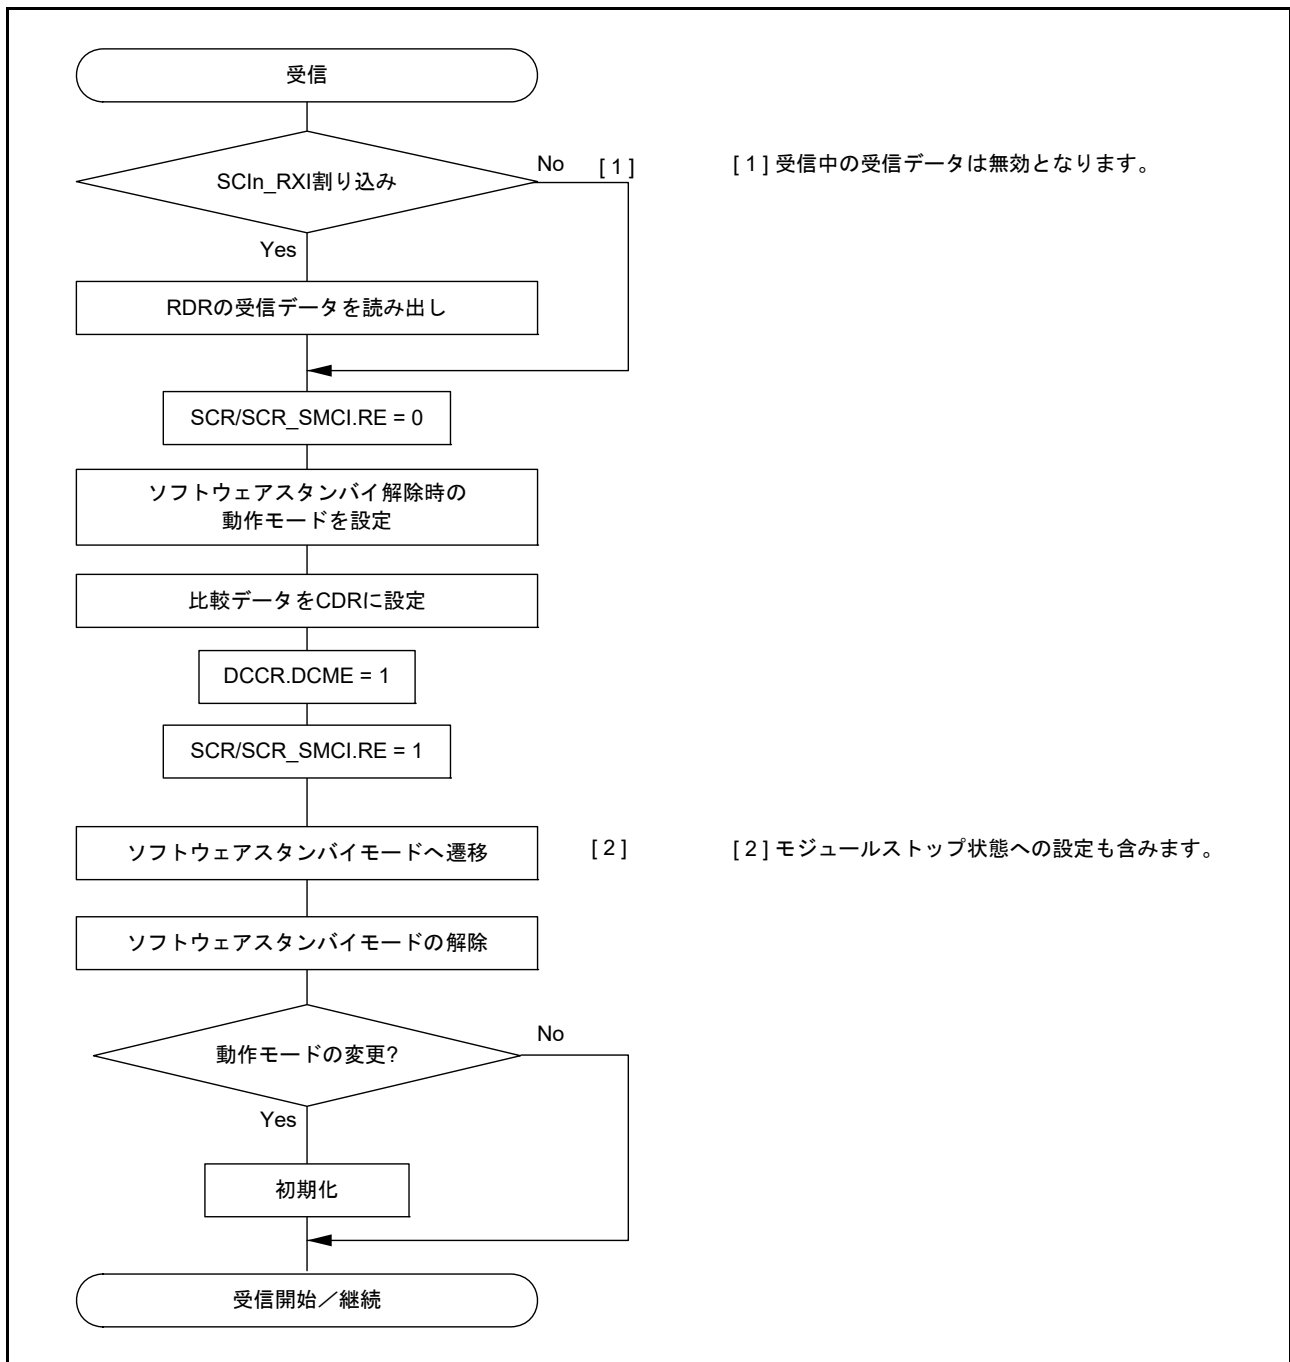 受信
SCIn_RXI割り込み
No
[ 1 ]
[ 1 ] 受信中の受信データは無効となります。
Yes
RDRの受信データを読み出し
SCR/SCR_SMCI.RE = 0
ソフトウェアスタンバイ解除時の
動作モードを設定
比較データをCDRに設定
DCCR.DCME = 1
SCR/SCR_SMCI.RE = 1
ソフトウェアスタンバイモードへ遷移
[ 2 ]
[ 2 ] モジュールストップ状態への設定も含みます。
ソフトウェアスタンバイモードの解除
動作モードの変更?
No
Yes
初期化
受信開始／継続